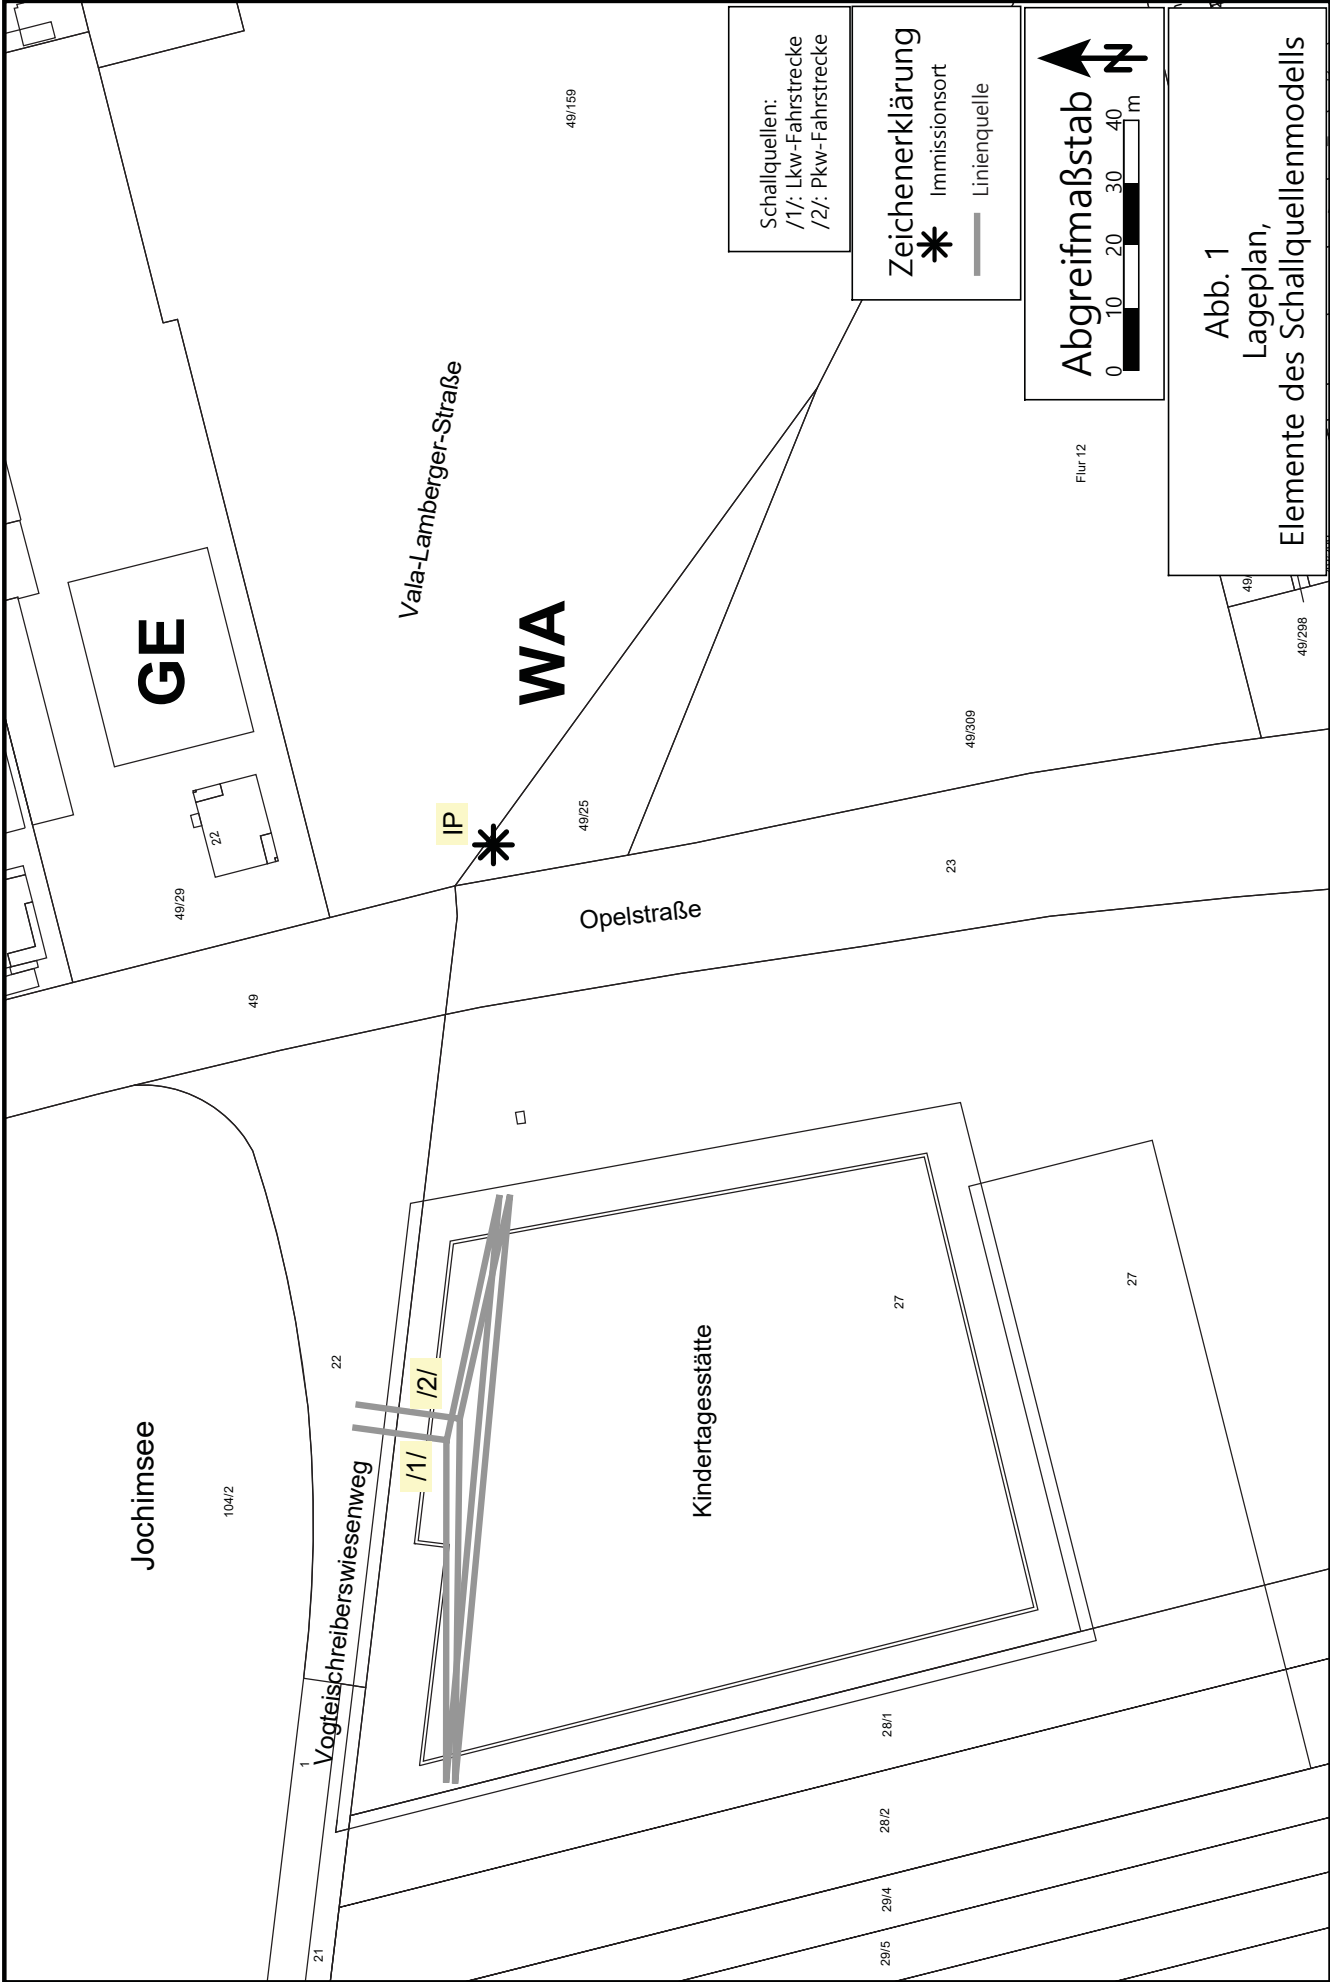 Jochimsee
104/2
Vogteischreiberswiesenweg
1
21
22
/1/
/2/
Kindertagesstätte
27
27
28/1
28/2
29/4
29/5
49
49/29
22
GE
Opelstraße
23
IP
49/25
WA
Vala-Lamberger-Straße
49/159
49/309
Flur 12
49/298
49/
Schallquellen:
/1/: Lkw-Fahrstrecke
/2/: Pkw-Fahrstrecke
Zeichenerklärung
Immissionsort
Linienquelle
Abgreifmaßstab
N
0 10 20 30 40
m
Abb. 1
Lageplan,
Elemente des Schallquellenmodells